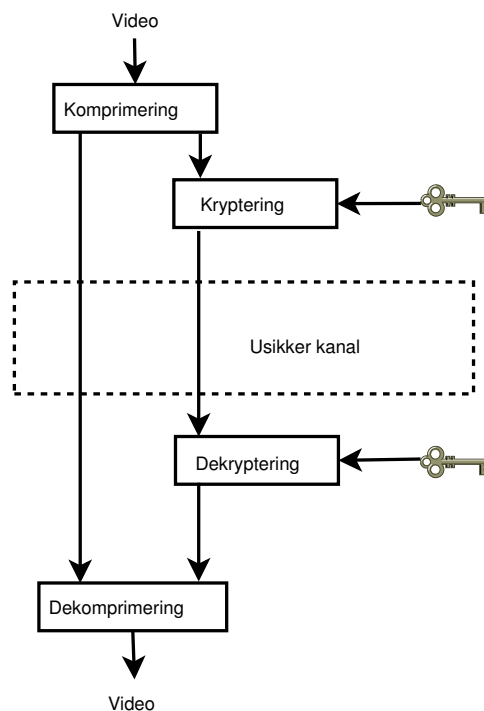 Video
Komprimering
Kryptering
Usikker kanal
Dekryptering
Dekomprimering
Video